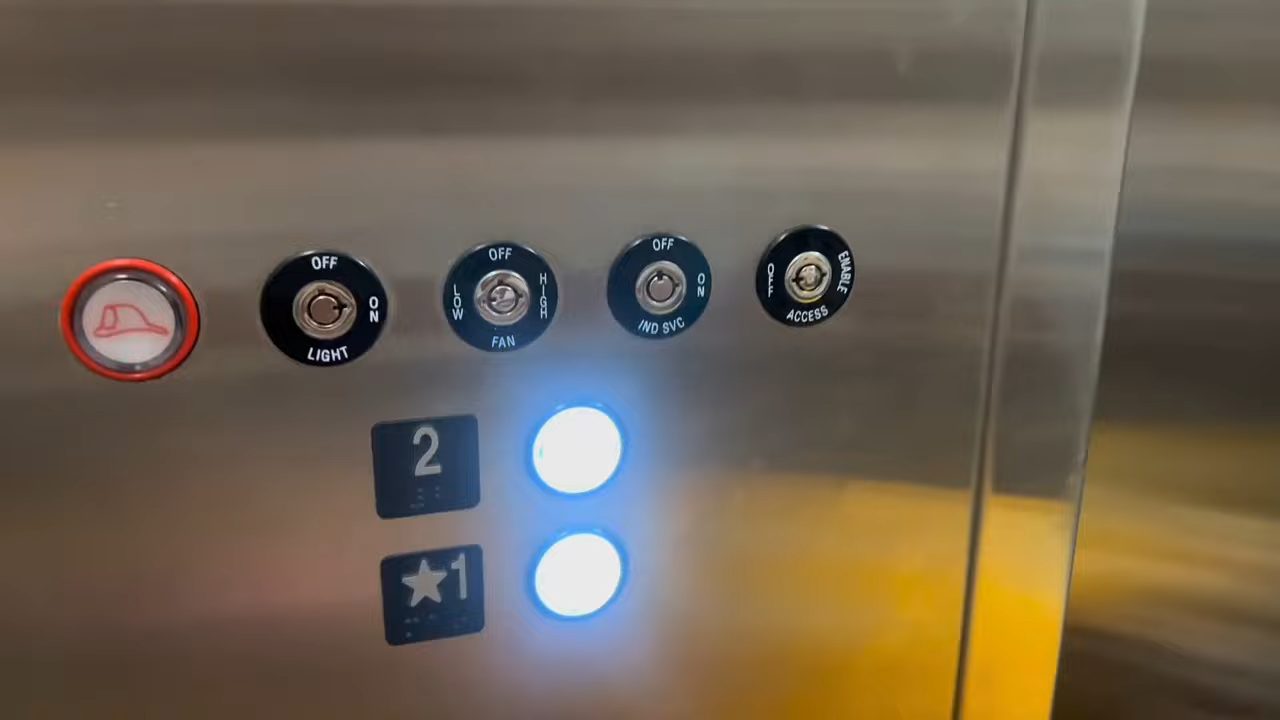 OFF
ON
LIGHT
OFF
LOW
HIGH
FAN
OFF
ON
IND SVC
OFF
ENABLE
ACCESS
2
★1